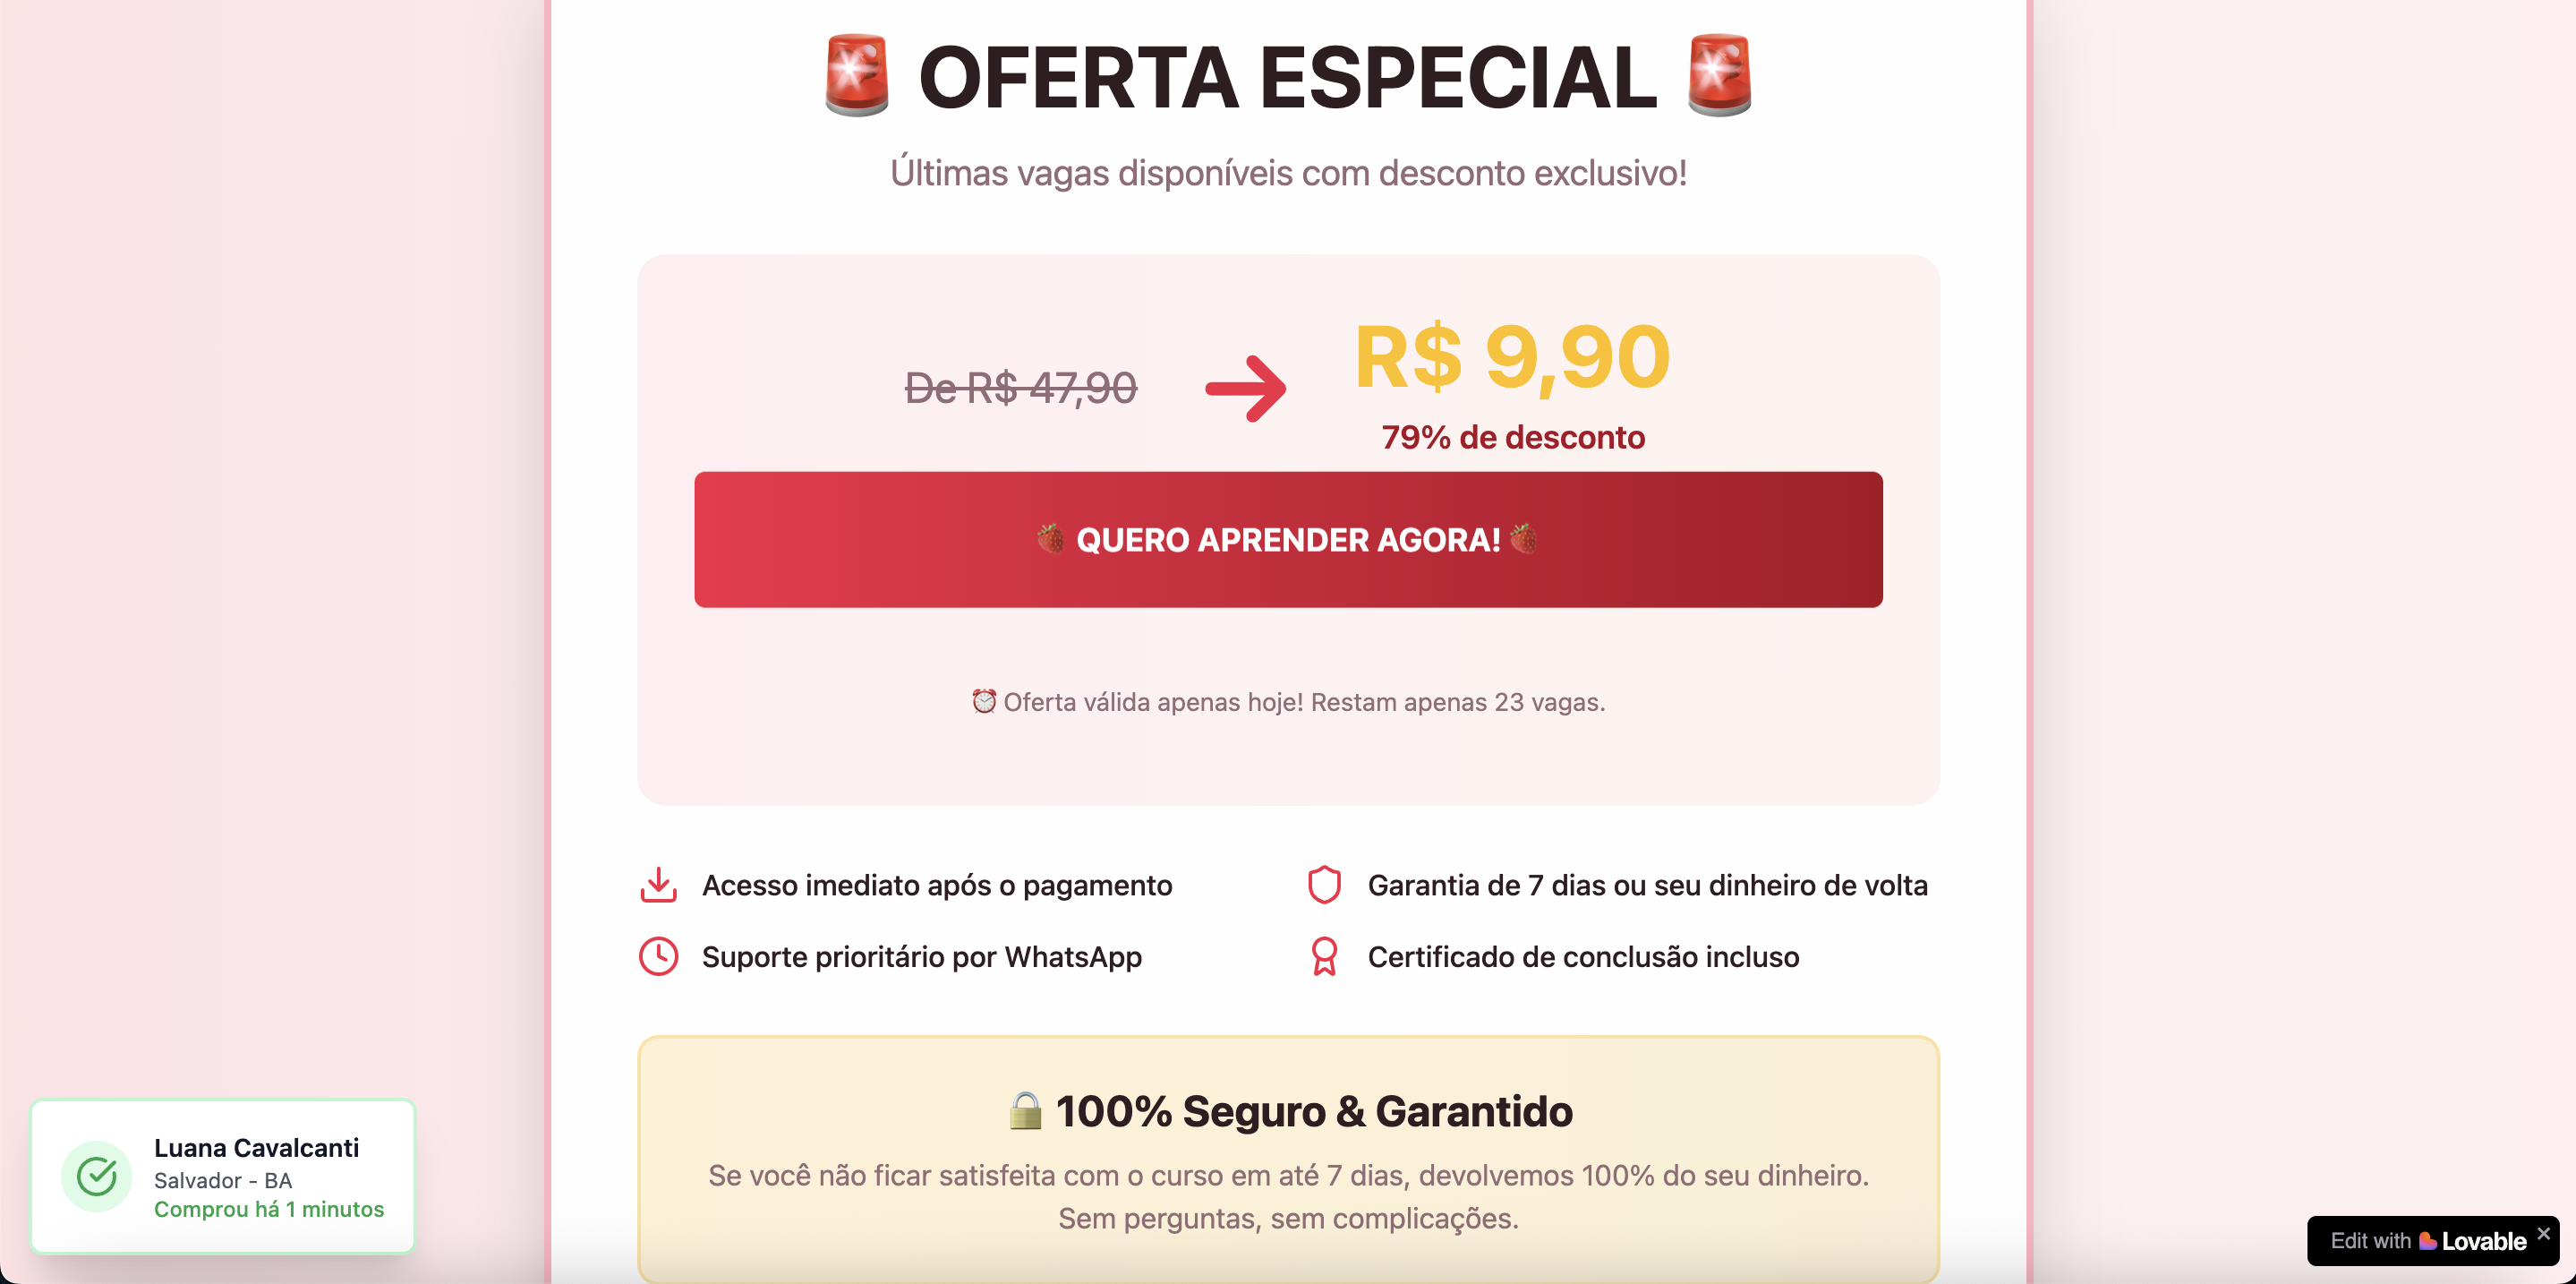 🚨 OFERTA ESPECIAL 🚨
Últimas vagas disponíveis com desconto exclusivo!
De R$ 47,90
R$ 9,90
79% de desconto
🍓 QUERO APRENDER AGORA! 🍓
⏰ Oferta válida apenas hoje! Restam apenas 23 vagas.
Acesso imediato após o pagamento
Garantia de 7 dias ou seu dinheiro de volta
Suporte prioritário por WhatsApp
Certificado de conclusão incluso
🔒 100% Seguro & Garantido
Se você não ficar satisfeita com o curso em até 7 dias, devolvemos 100% do seu dinheiro.
Sem perguntas, sem complicações.
Luana Cavalcanti
Salvador - BA
Comprou há 1 minutos
Edit with Lovable